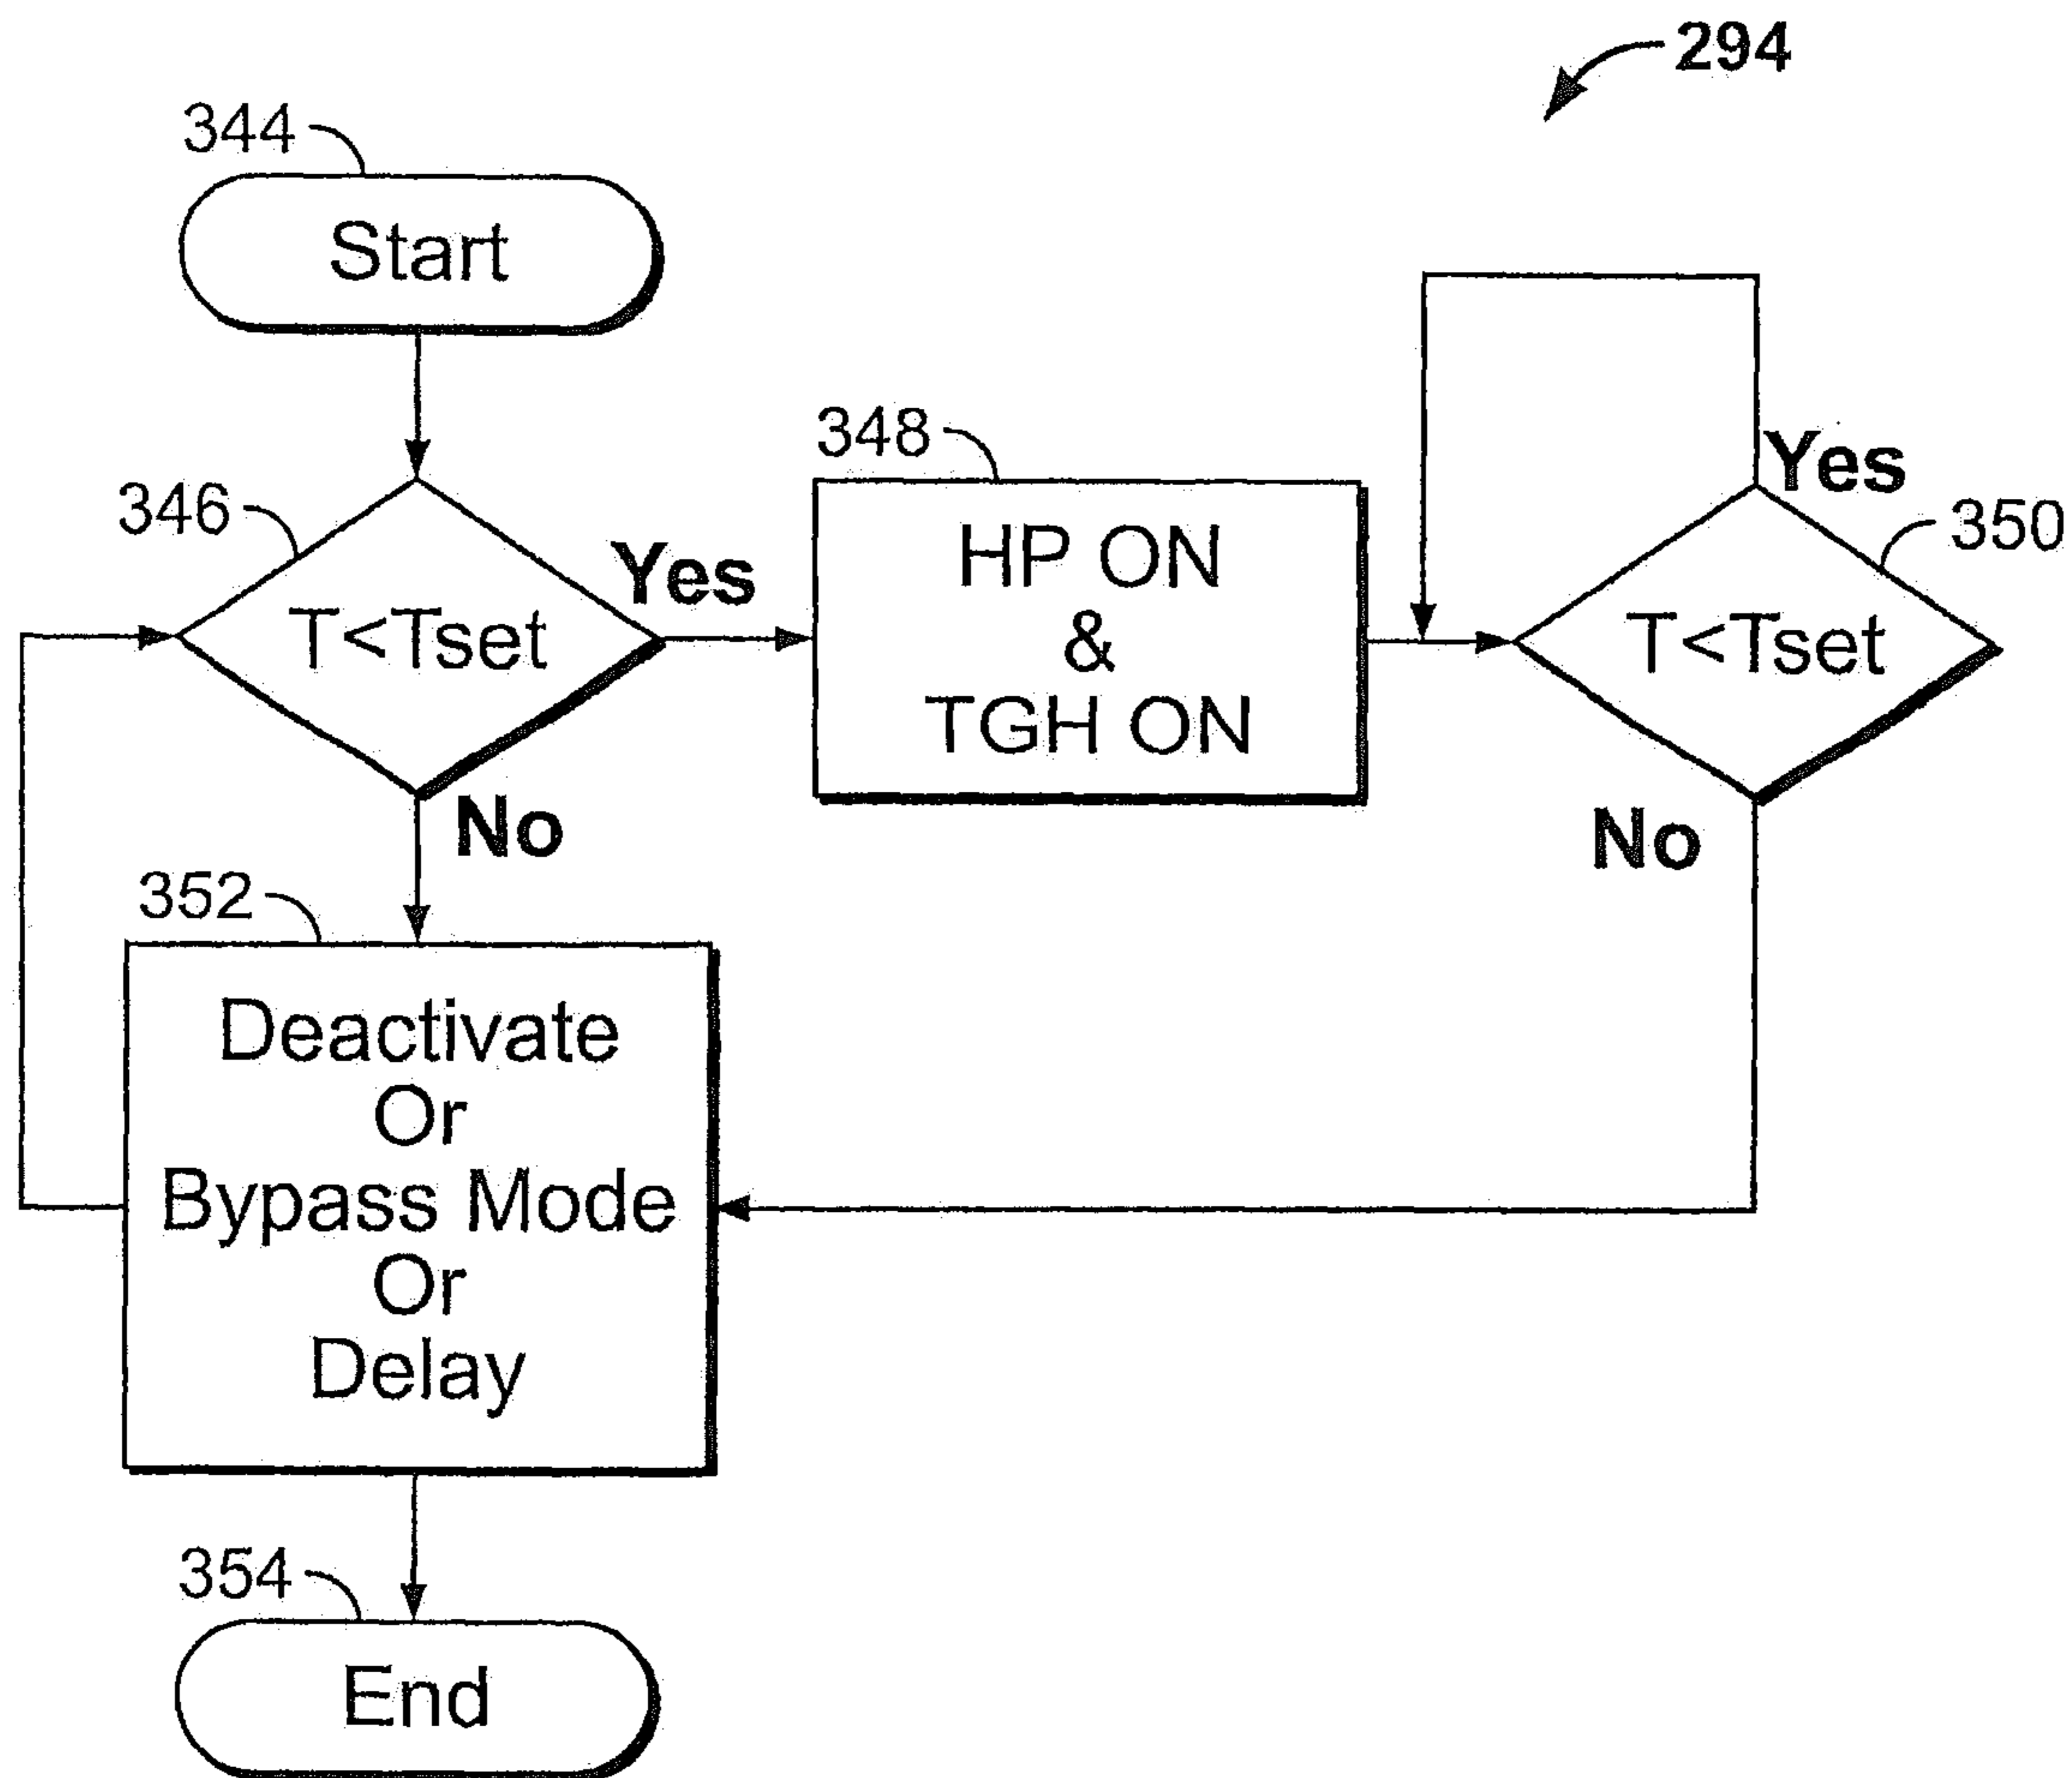 294
344
Start
346
T<Tset
Yes
348
HP ON
&
TGH ON
Yes
350
T<Tset
No
No
352
Deactivate
Or
Bypass Mode
Or
Delay
354
End